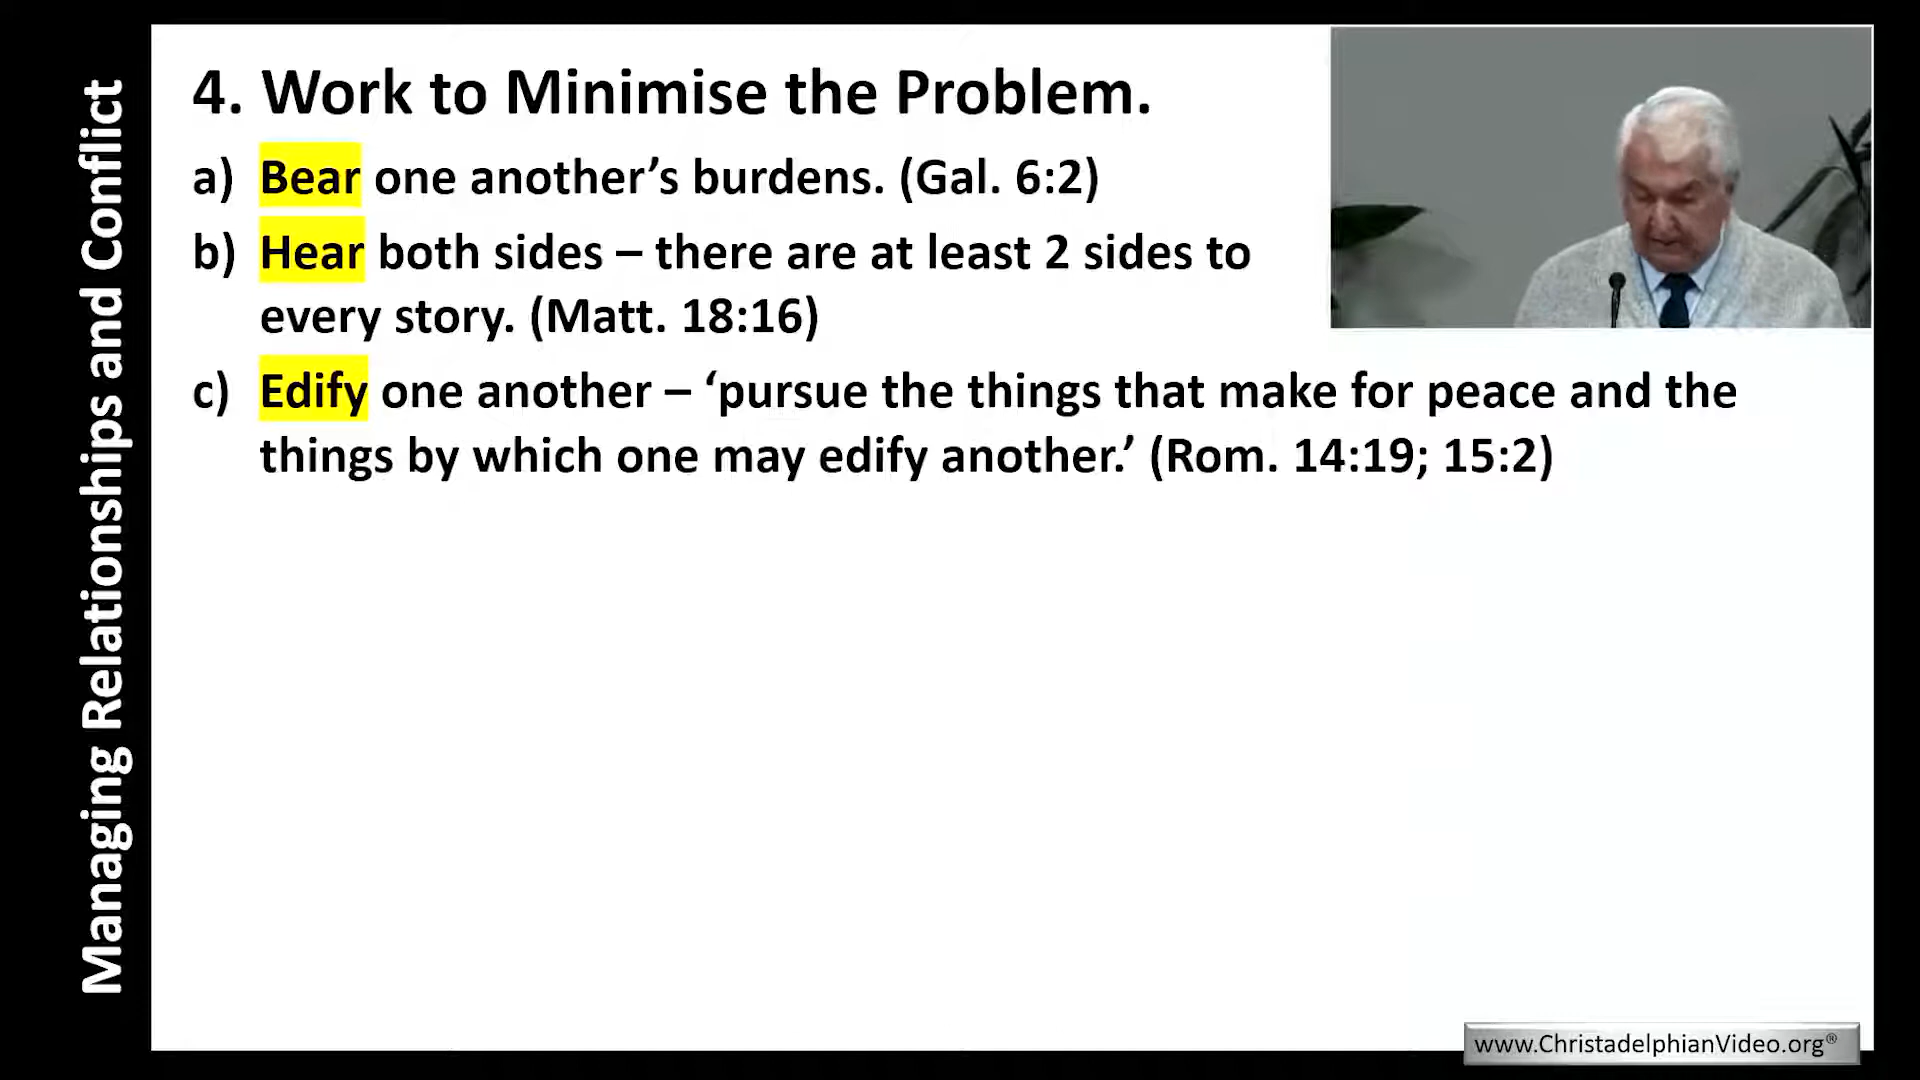 Managing Relationships and Conflict
4. Work to Minimise the Problem.
a) Bear one another’s burdens. (Gal. 6:2)
b) Hear both sides – there are at least 2 sides to
every story. (Matt. 18:16)
c) Edify one another – ‘pursue the things that make for peace and the
things by which one may edify another.’ (Rom. 14:19; 15:2)
www.ChristadelphianVideo.org®